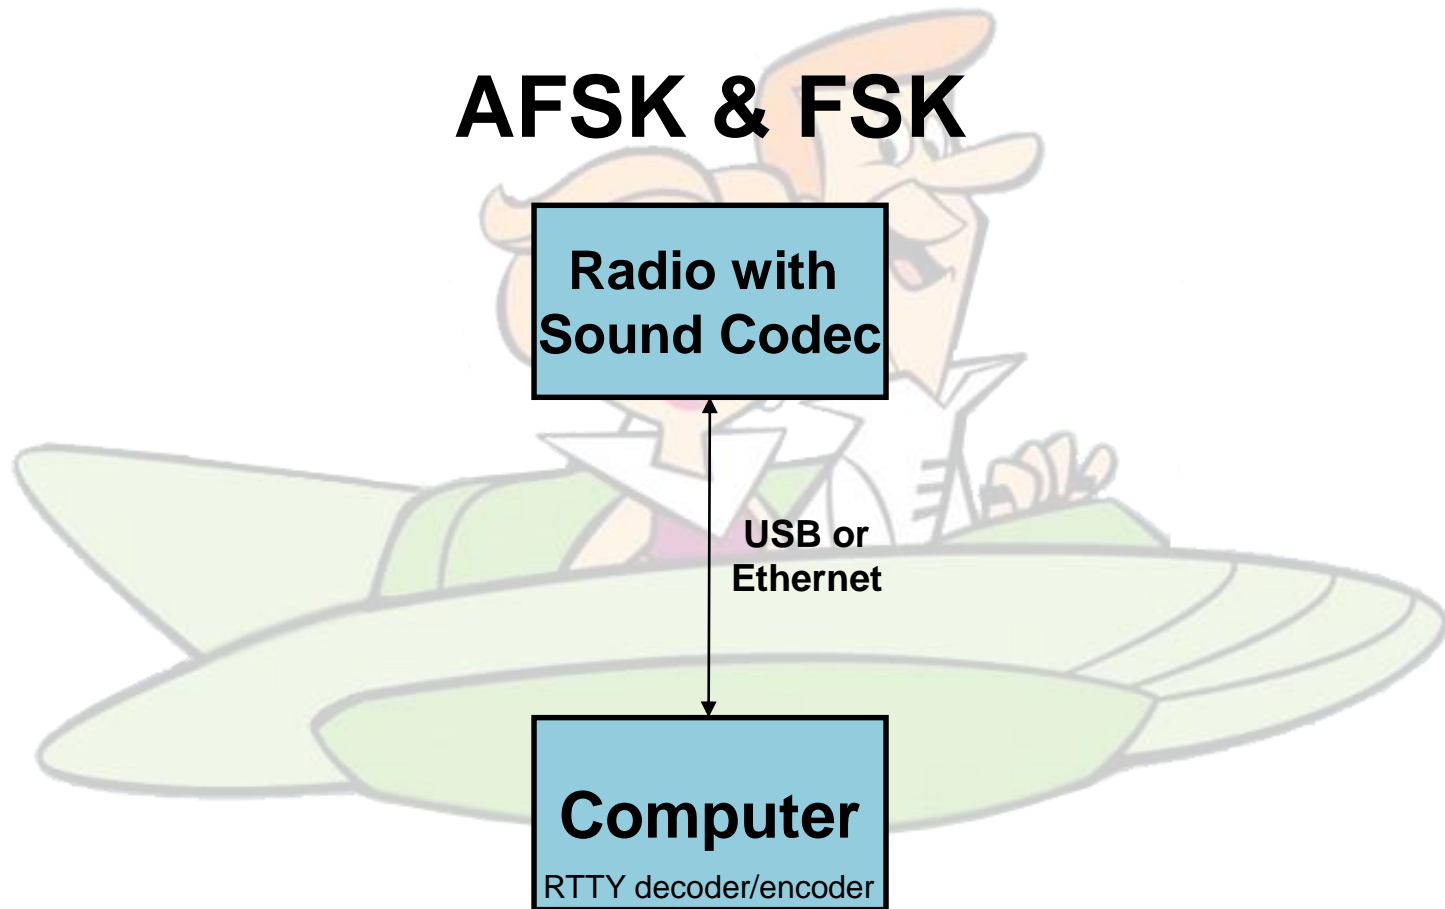 AFSK & FSK
Radio with
Sound Codec
USB or
Ethernet
Computer
RTTY decoder/encoder